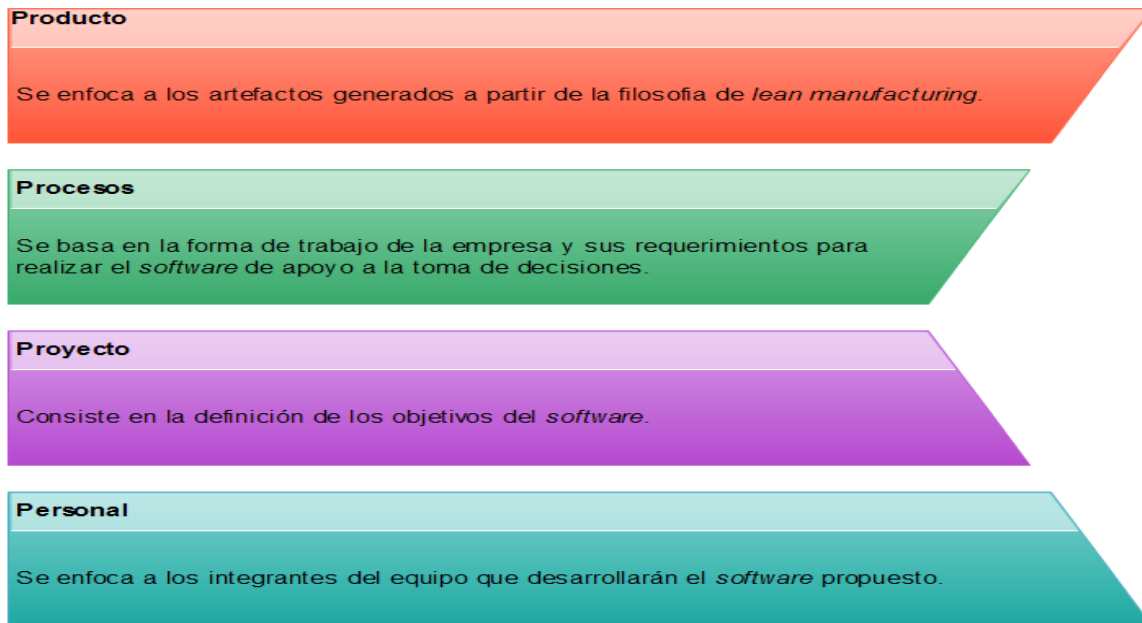 Producto
Se enfoca a los artefactos generados a partir de la filosofia de lean manufacturing.
Procesos
Se basa en la forma de trabajo de la empresa y sus requerimientos para
realizar el software de apoyo a la toma de decisiones.
Proyecto
Consiste en la definición de los objetivos del software.
Personal
Se enfoca a los integrantes del equipo que desarrollarán el software propuesto.